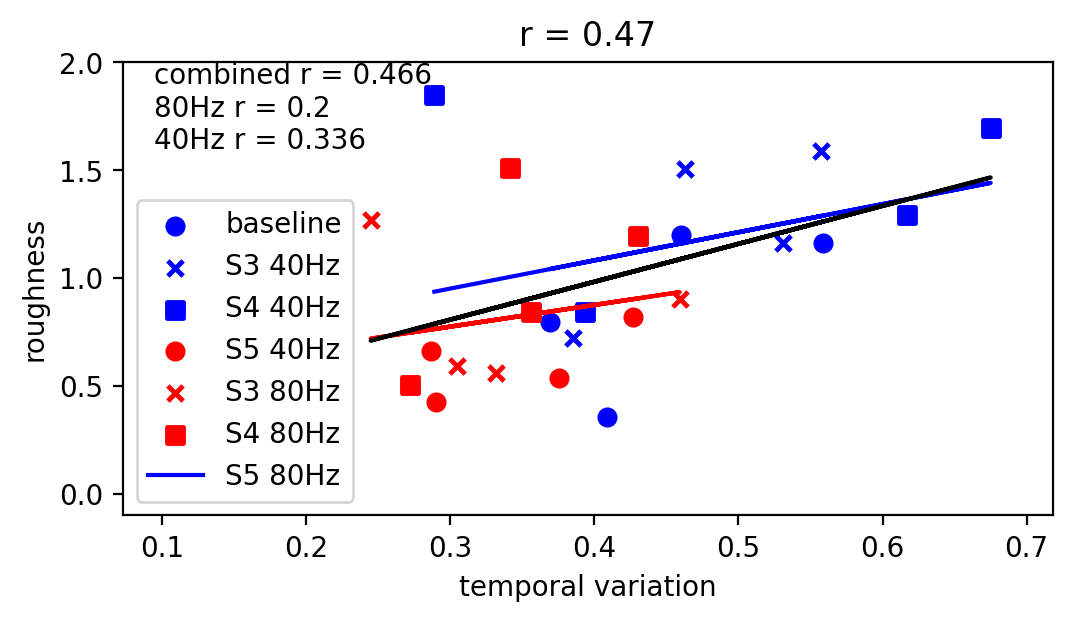 r = 0.47
combined r = 0.466
80Hz r = 0.2
40Hz r = 0.336
baseline
S3 40Hz
S4 40Hz
S5 40Hz
S3 80Hz
S4 80Hz
S5 80Hz
2.0
1.5
1.0
0.5
0.0
roughness
0.1 0.2 0.3 0.4 0.5 0.6 0.7
temporal variation